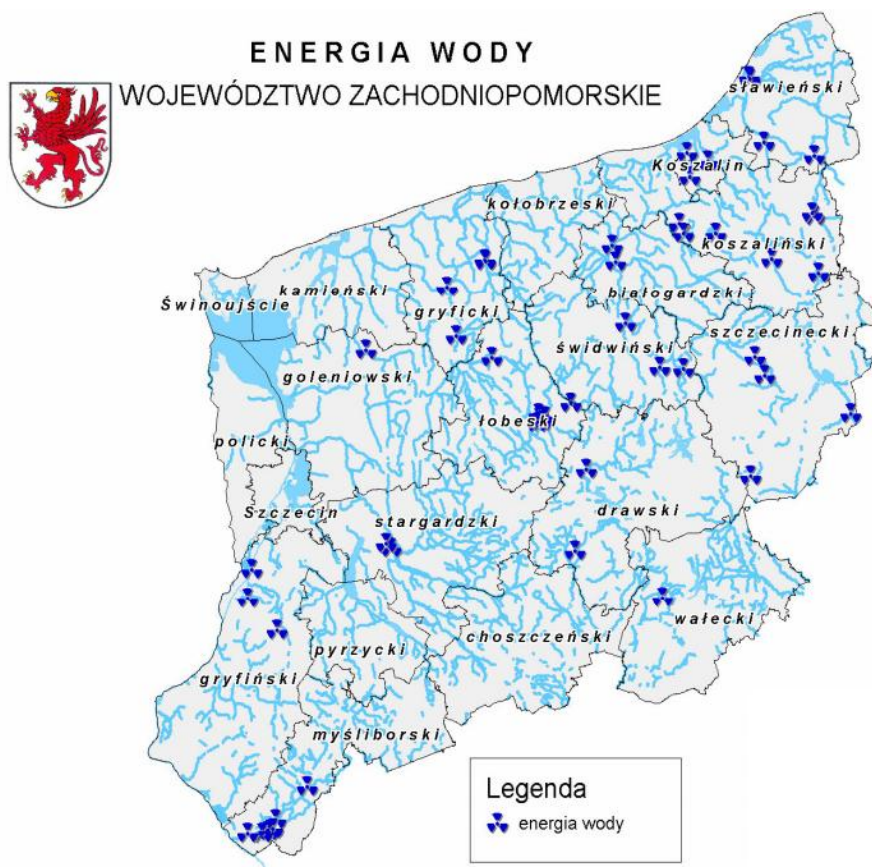 ENERGIA WODY
WOJEWÓDZTWO ZACHODNIOPOMORSKIE
sławieński
Koszalin
kołobrzeski
koszaliński
kamieński
Świnoujście
białogardzki
gryficki
szczecinecki
świdwiński
goleniowski
łobeski
policki
Szczecin
drawski
stargardzki
wałecki
choszczeński
pyrzycki
gryfiński
myśliborski
Legenda
energia wody